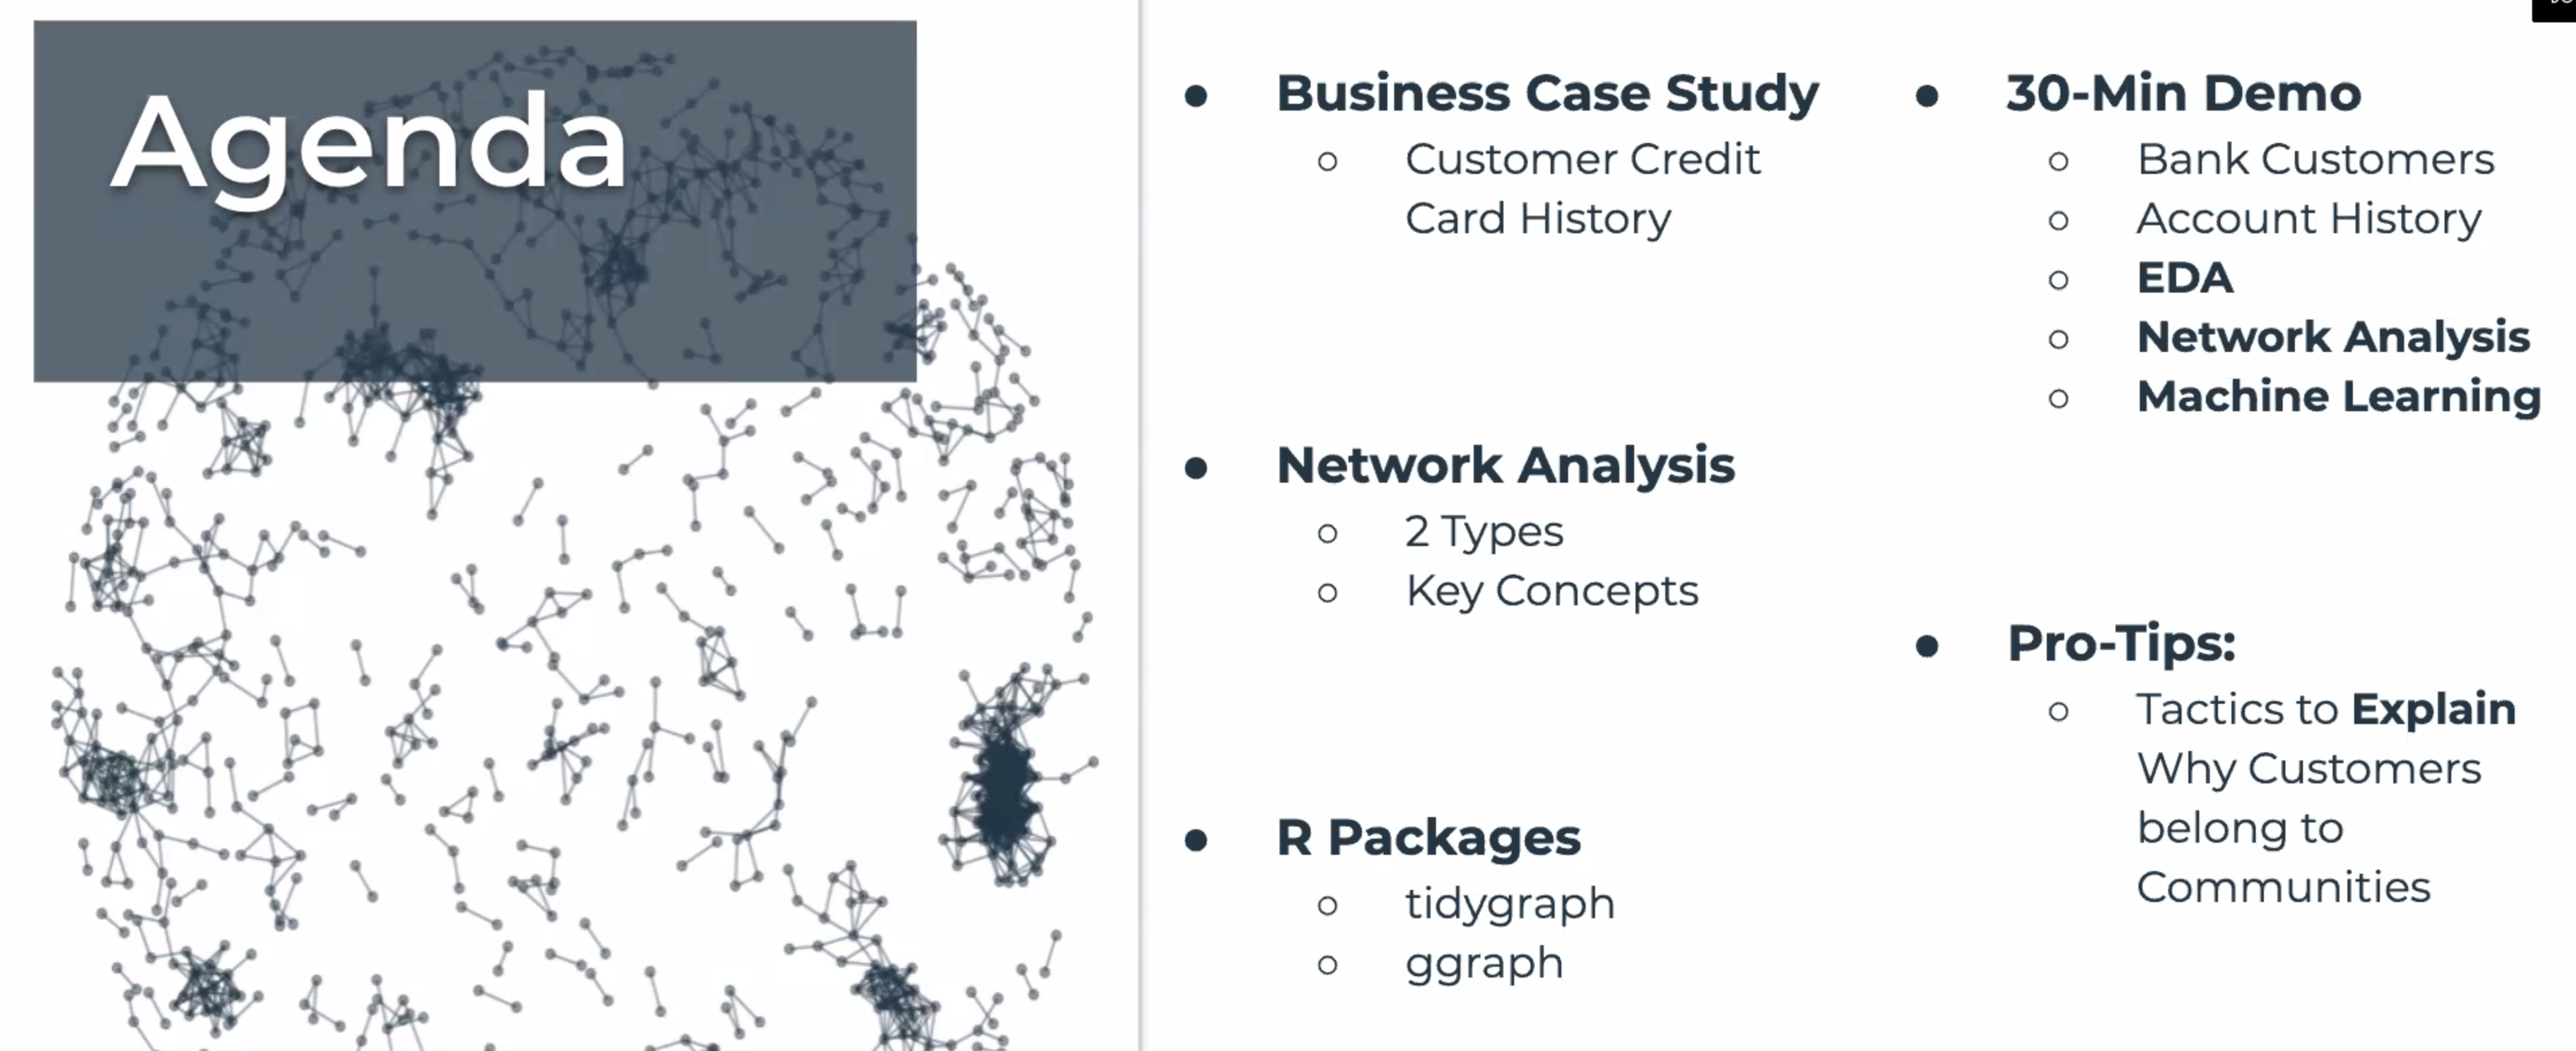 Agenda
Business Case Study
Customer Credit
Card History
Network Analysis
2 Types
Key Concepts
R Packages
tidygraph
ggraph
30-Min Demo
Bank Customers
Account History
EDA
Network Analysis
Machine Learning
Pro-Tips:
Tactics to Explain
Why Customers
belong to
Communities